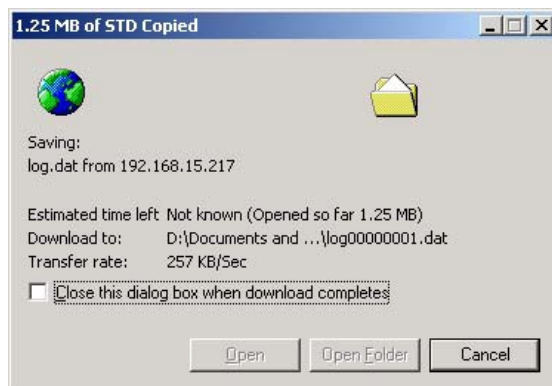 1.25 MB of STD Copied
Saving:
log.dat from 192.168.15.217
Estimated time left Not known (Opened so far 1.25 MB)
Download to: D:\Documents and ...\log00000001.dat
Transfer rate: 257 KB/Sec
Close this dialog box when download completes
Open Open Folder Cancel